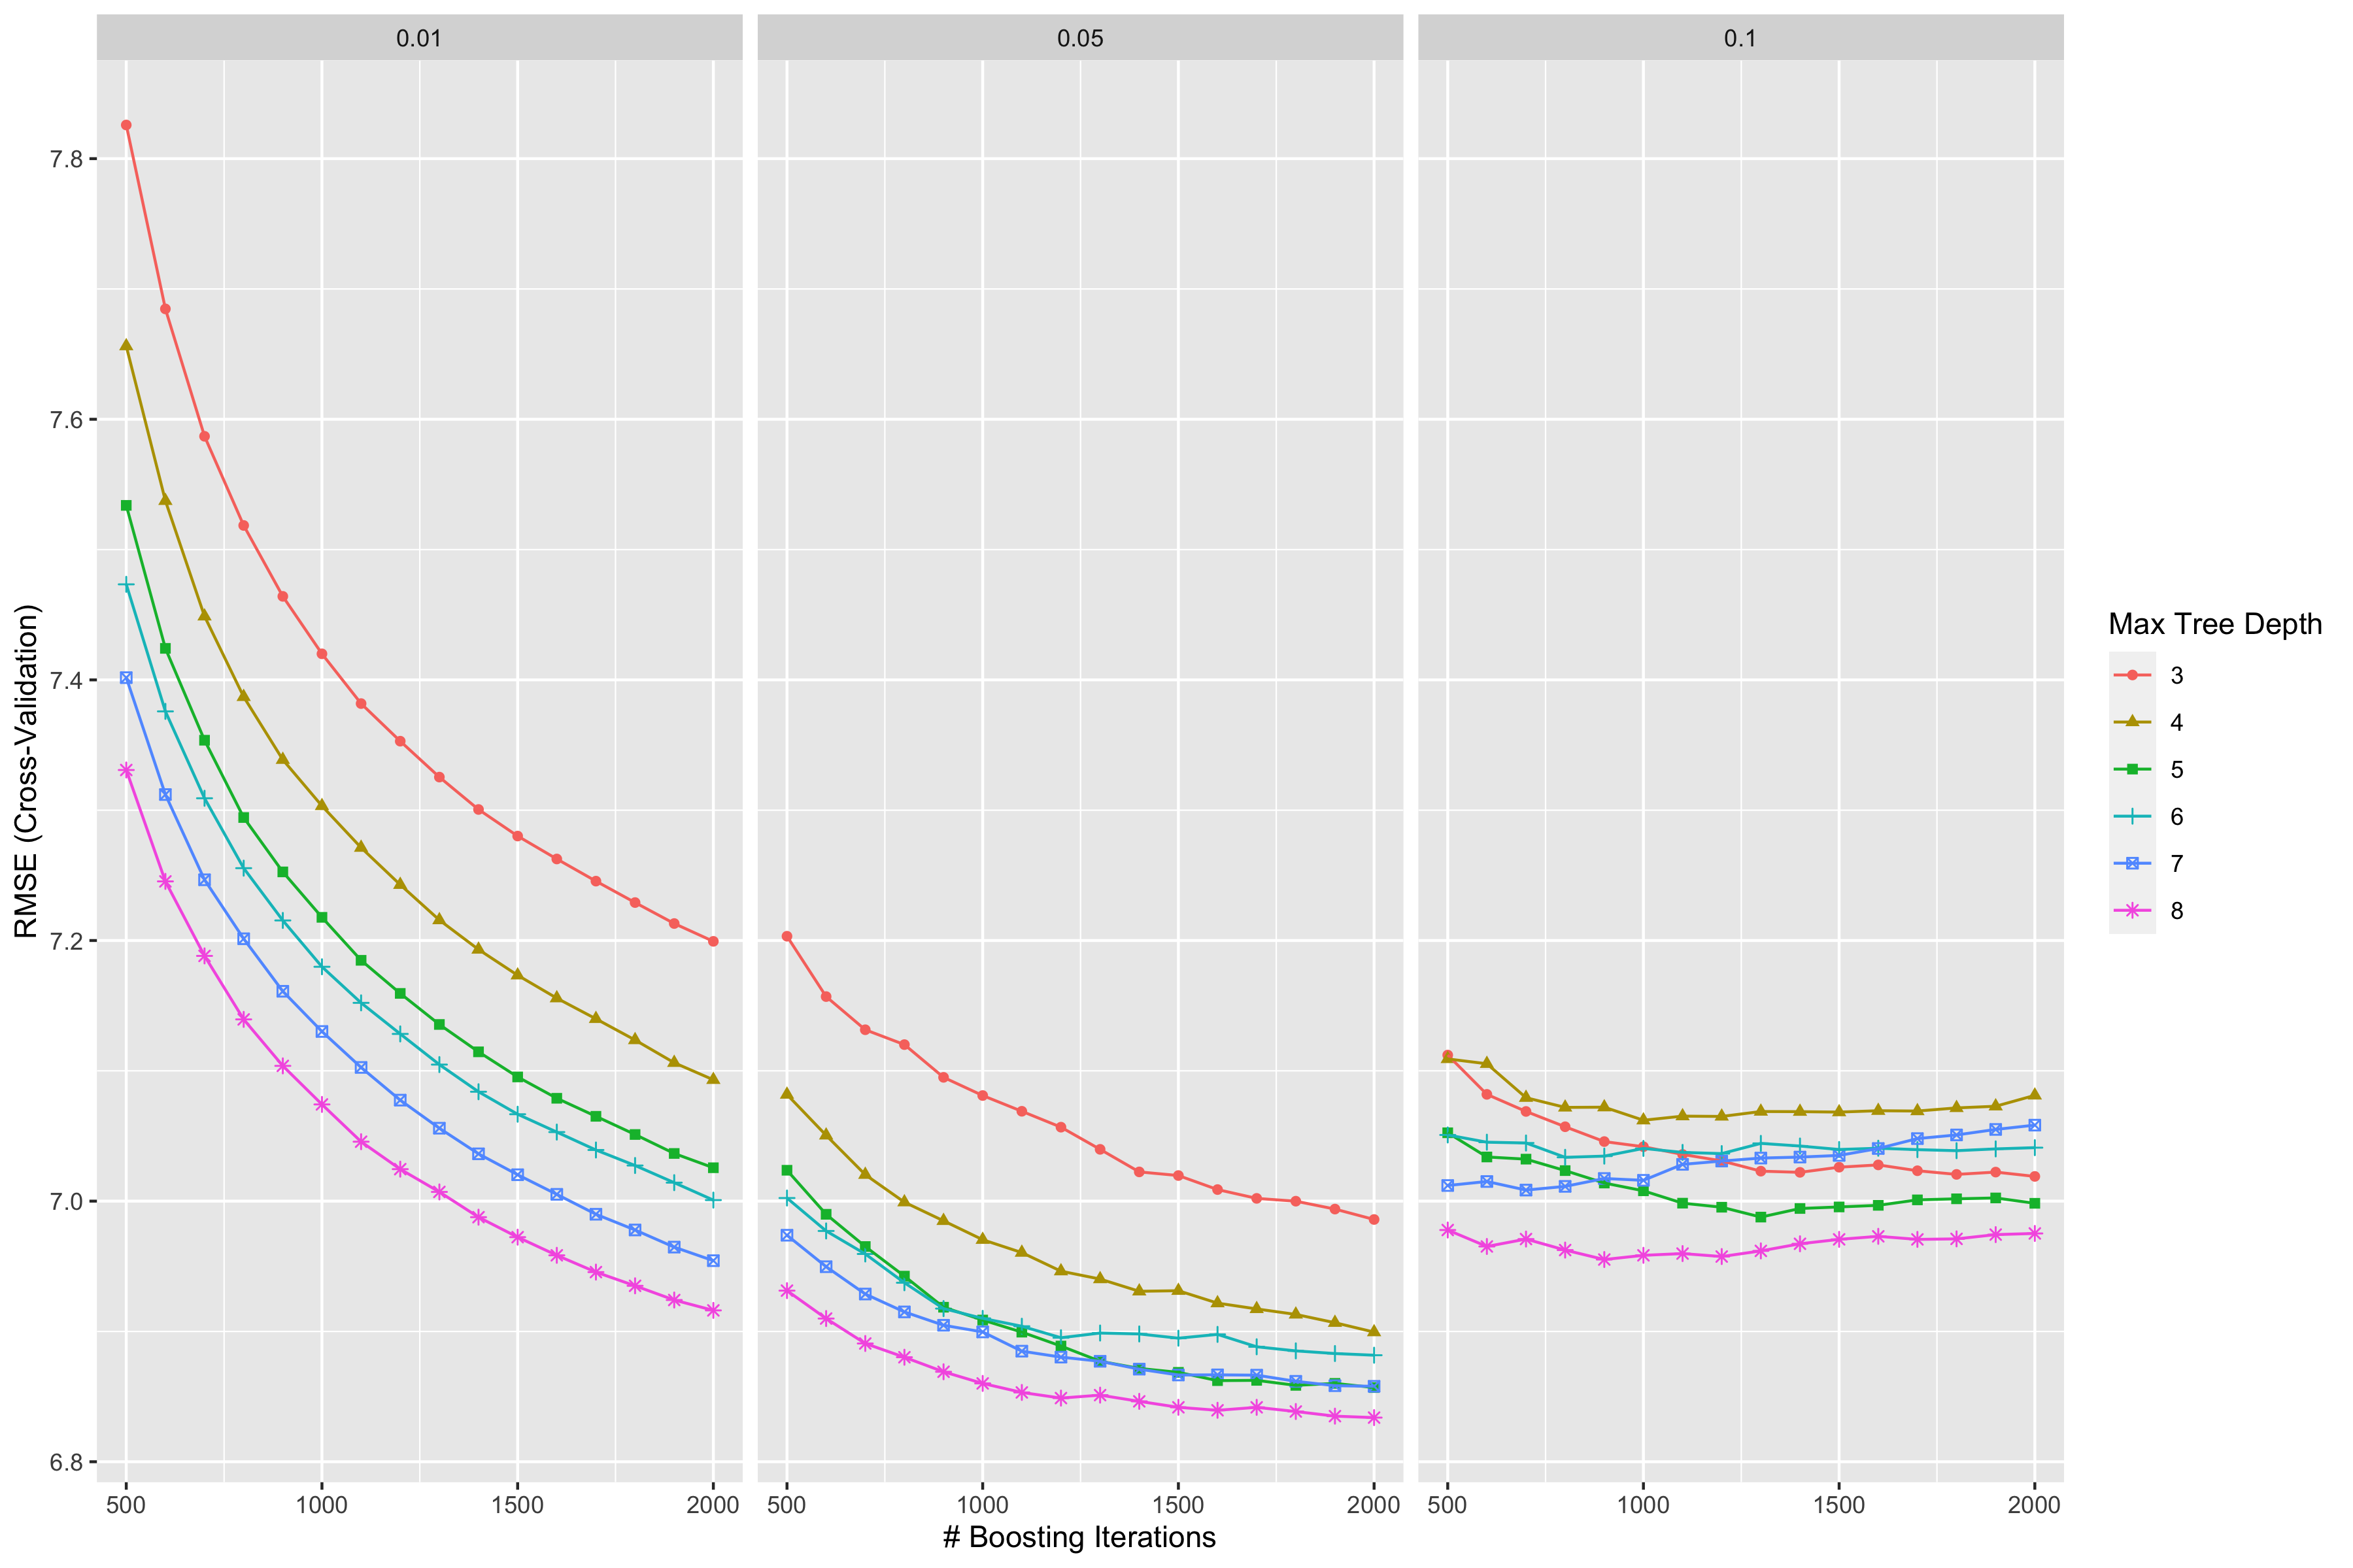 0.01 0.05 0.1
RMSE (Cross-Validation)
7.8
7.6
7.4
7.2
7.0
6.8
500 1000 1500 2000 500 1000 1500 2000 500 1000 1500 2000
# Boosting Iterations
Max Tree Depth
3
4
5
6
7
8